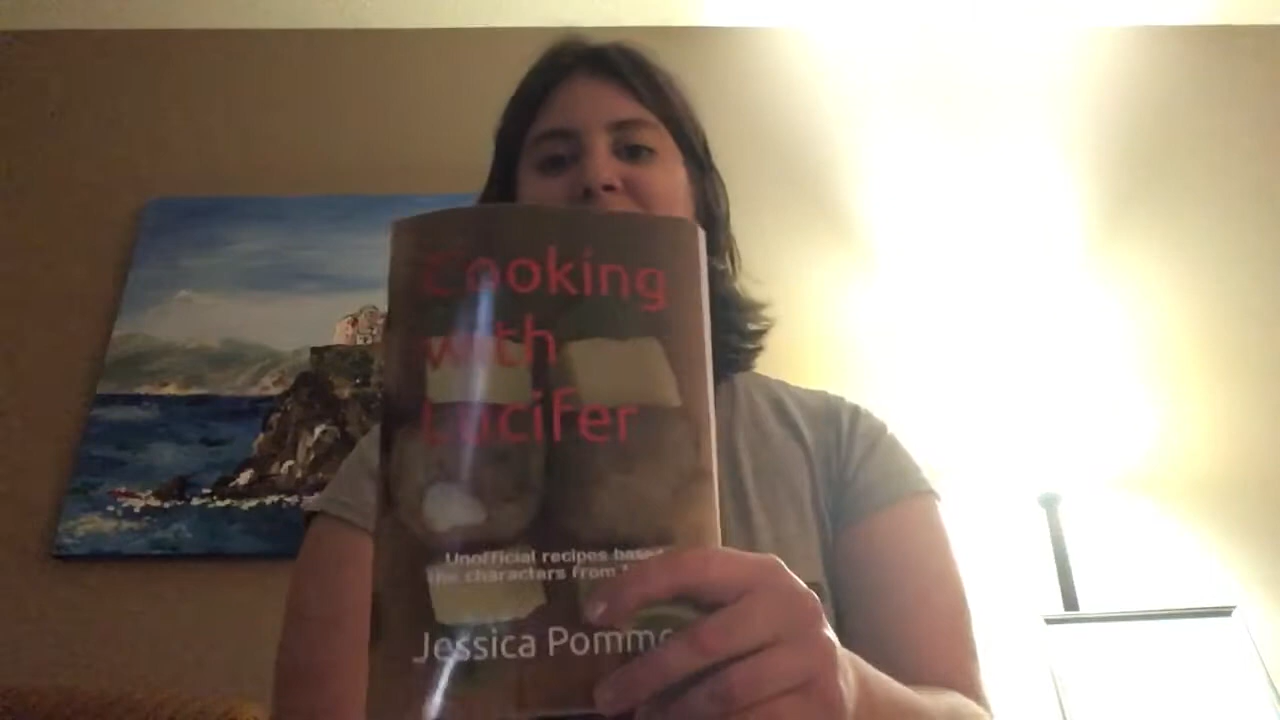 Cooking
with
Lucifer
Unofficial recipes based
the characters from
Jessica Pomme